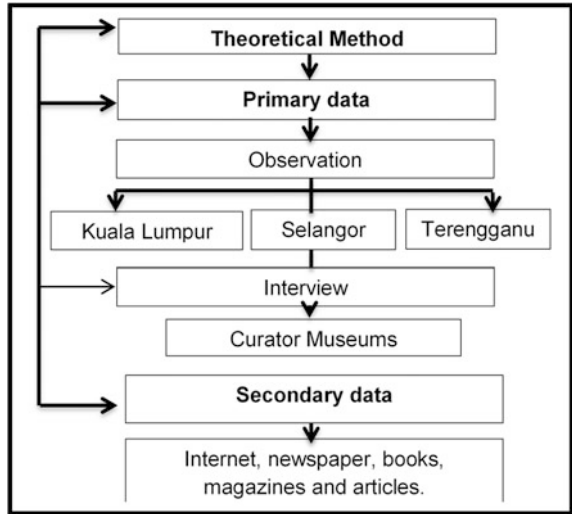 Theoretical Method
Primary data
Observation
Kuala Lumpur
Selangor
Terengganu
Interview
Curator Museums
Secondary data
Internet, newspaper, books,
magazines and articles.